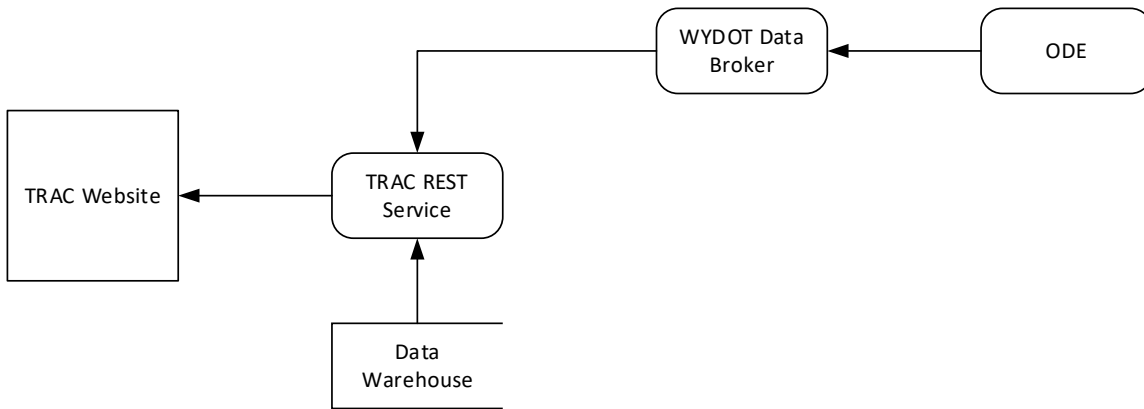 WYDOT Data
Broker
ODE
TRAC Website
TRAC REST
Service
Data
Warehouse